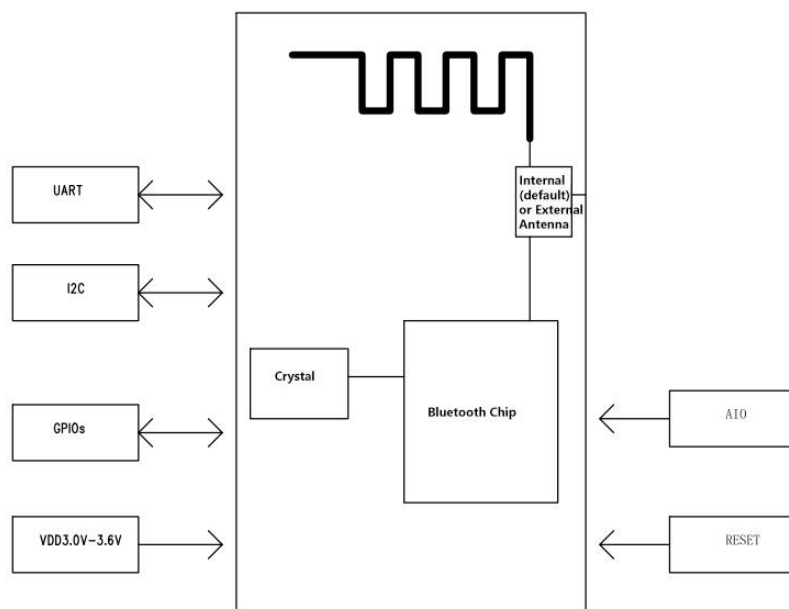 UART
Internal
(default)
or External
Antenna
I2C
Crystal
Bluetooth Chip
GPIOs
AIO
VDD3.0V-3.6V
RESET